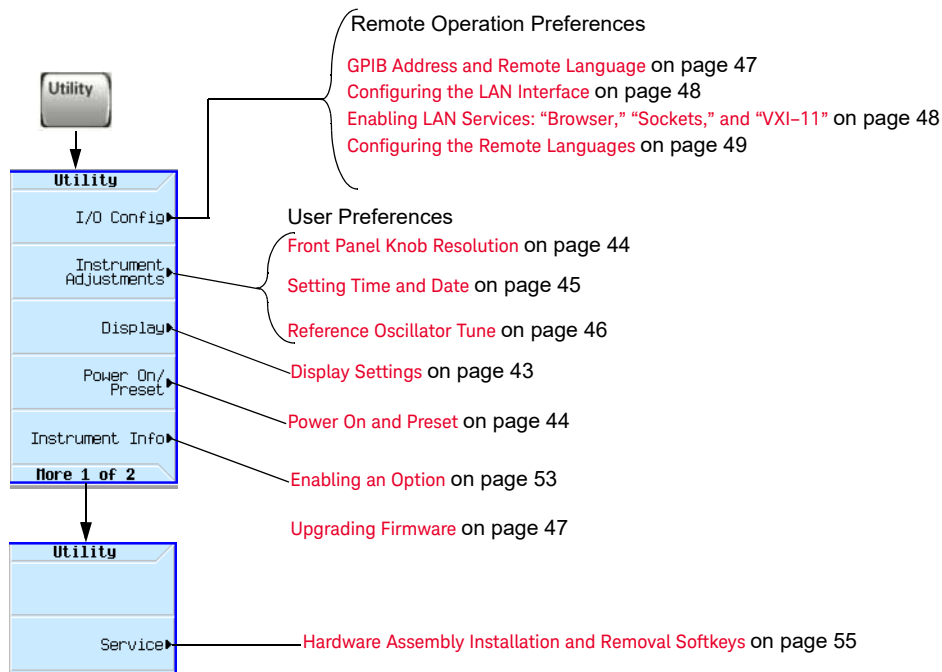 Remote Operation Preferences
GPIB Address and Remote Language on page 47
Configuring the LAN Interface on page 48
Enabling LAN Services: “Browser,” “Sockets,” and “VXI–11” on page 48
Configuring the Remote Languages on page 49
Utility
Utility
I/O Config
Instrument
Adjustments
Display
Power On/
Preset
Instrument Info
More 1 of 2
User Preferences
Front Panel Knob Resolution on page 44
Setting Time and Date on page 45
Reference Oscillator Tune on page 46
Display Settings on page 43
Power On and Preset on page 44
Enabling an Option on page 53
Upgrading Firmware on page 47
Utility
Service
Hardware Assembly Installation and Removal Softkeys on page 55